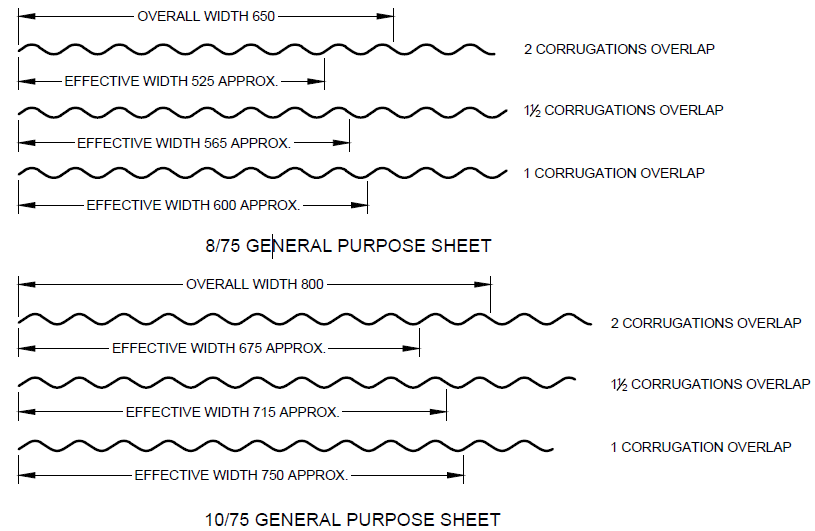 OVERALL WIDTH 650
2 CORRUGATIONS OVERLAP
EFFECTIVE WIDTH 525 APPROX.
1½ CORRUGATIONS OVERLAP
EFFECTIVE WIDTH 565 APPROX.
1 CORRUGATION OVERLAP
EFFECTIVE WIDTH 600 APPROX.
8/75 GENERAL PURPOSE SHEET
OVERALL WIDTH 800
2 CORRUGATIONS OVERLAP
EFFECTIVE WIDTH 675 APPROX.
1½ CORRUGATIONS OVERLAP
EFFECTIVE WIDTH 715 APPROX.
1 CORRUGATION OVERLAP
EFFECTIVE WIDTH 750 APPROX.
10/75 GENERAL PURPOSE SHEET